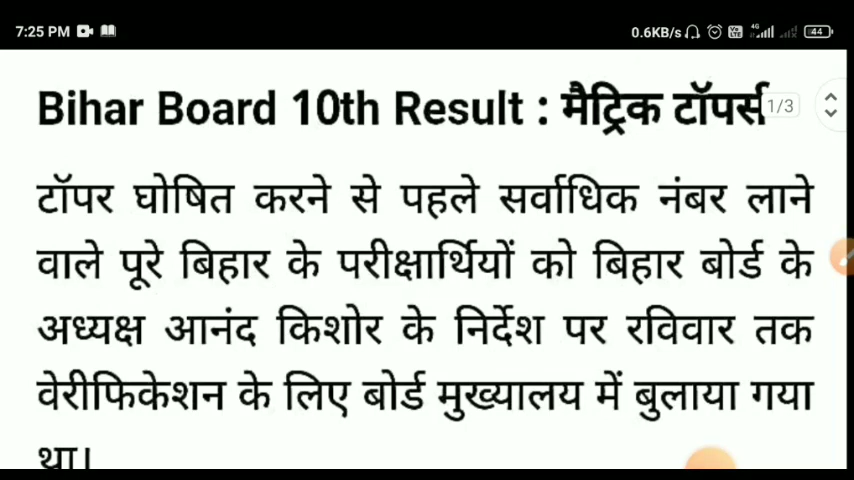 7:25 PM 0.6KB/s 4G 44
Bihar Board 10th Result : मैट्रिक टॉपर्स 1/3
टॉपर घोषित करने से पहले सर्वाधिक नंबर लाने
वाले पूरे बिहार के परीक्षार्थियों को बिहार बोर्ड के
अध्यक्ष आनंद किशोर के निर्देश पर रविवार तक
वेरीफिकेशन के लिए बोर्ड मुख्यालय में बुलाया गया
था।